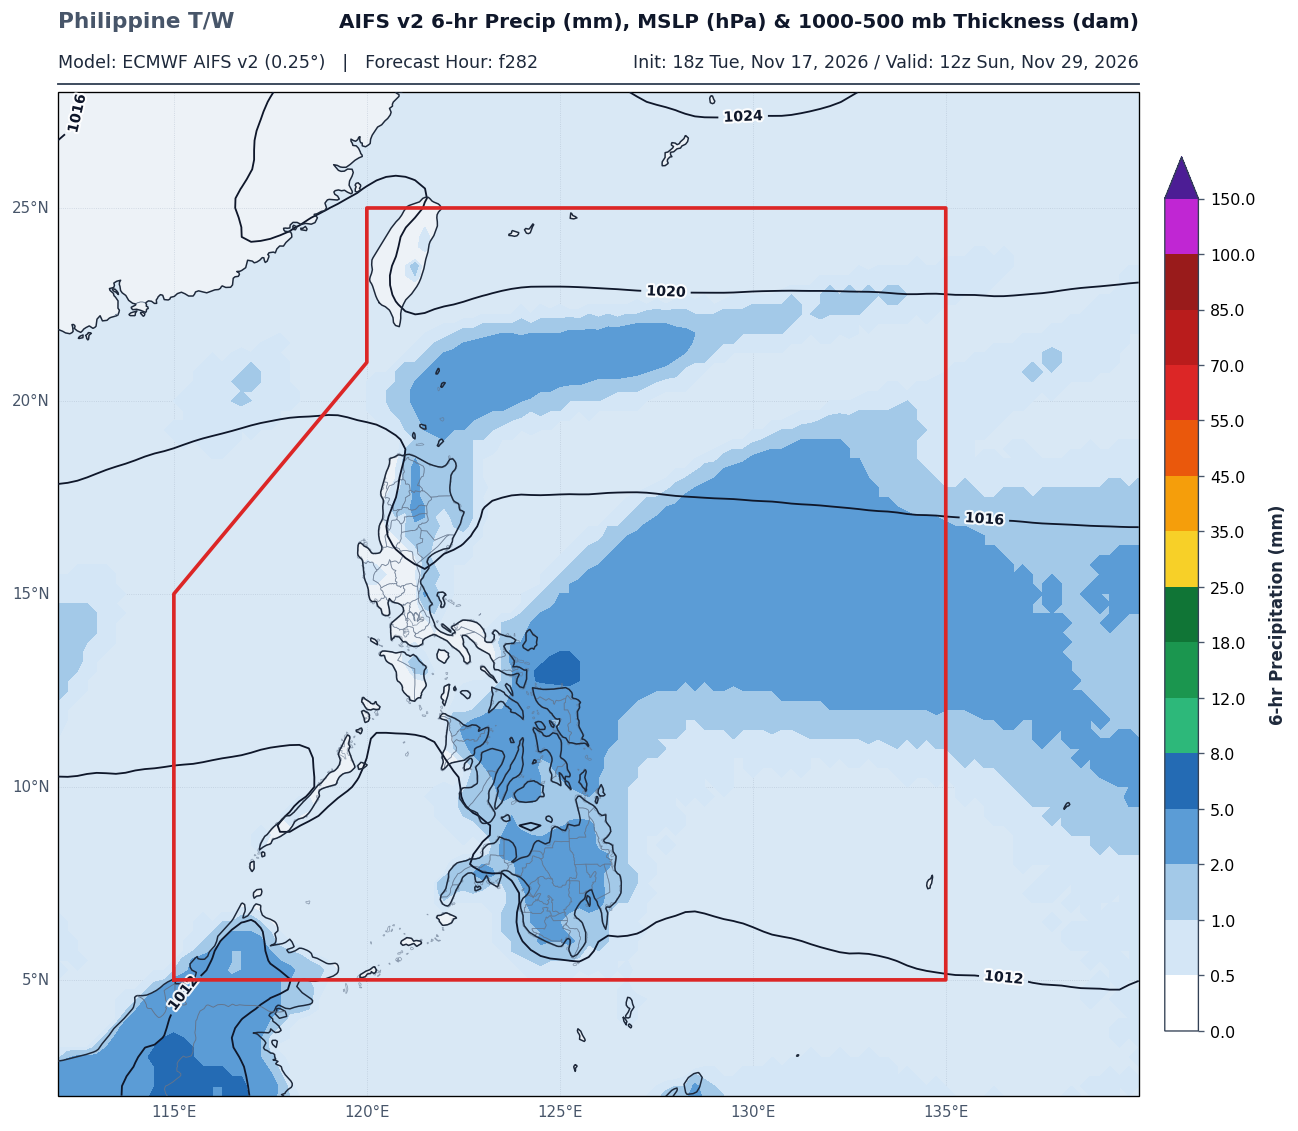 Philippine T/W
AIFS v2 6-hr Precip (mm), MSLP (hPa) & 1000-500 mb Thickness (dam)
Model: ECMWF AIFS v2 (0.25°) | Forecast Hour: f282
Init: 18z Tue, Nov 17, 2026 / Valid: 12z Sun, Nov 29, 2026
1016
1024
1020
1016
1012
1012
25°N
20°N
15°N
10°N
5°N
115°E
120°E
125°E
130°E
135°E
150.0
100.0
85.0
70.0
55.0
45.0
35.0
25.0
18.0
12.0
8.0
5.0
2.0
1.0
0.5
0.0
6-hr Precipitation (mm)